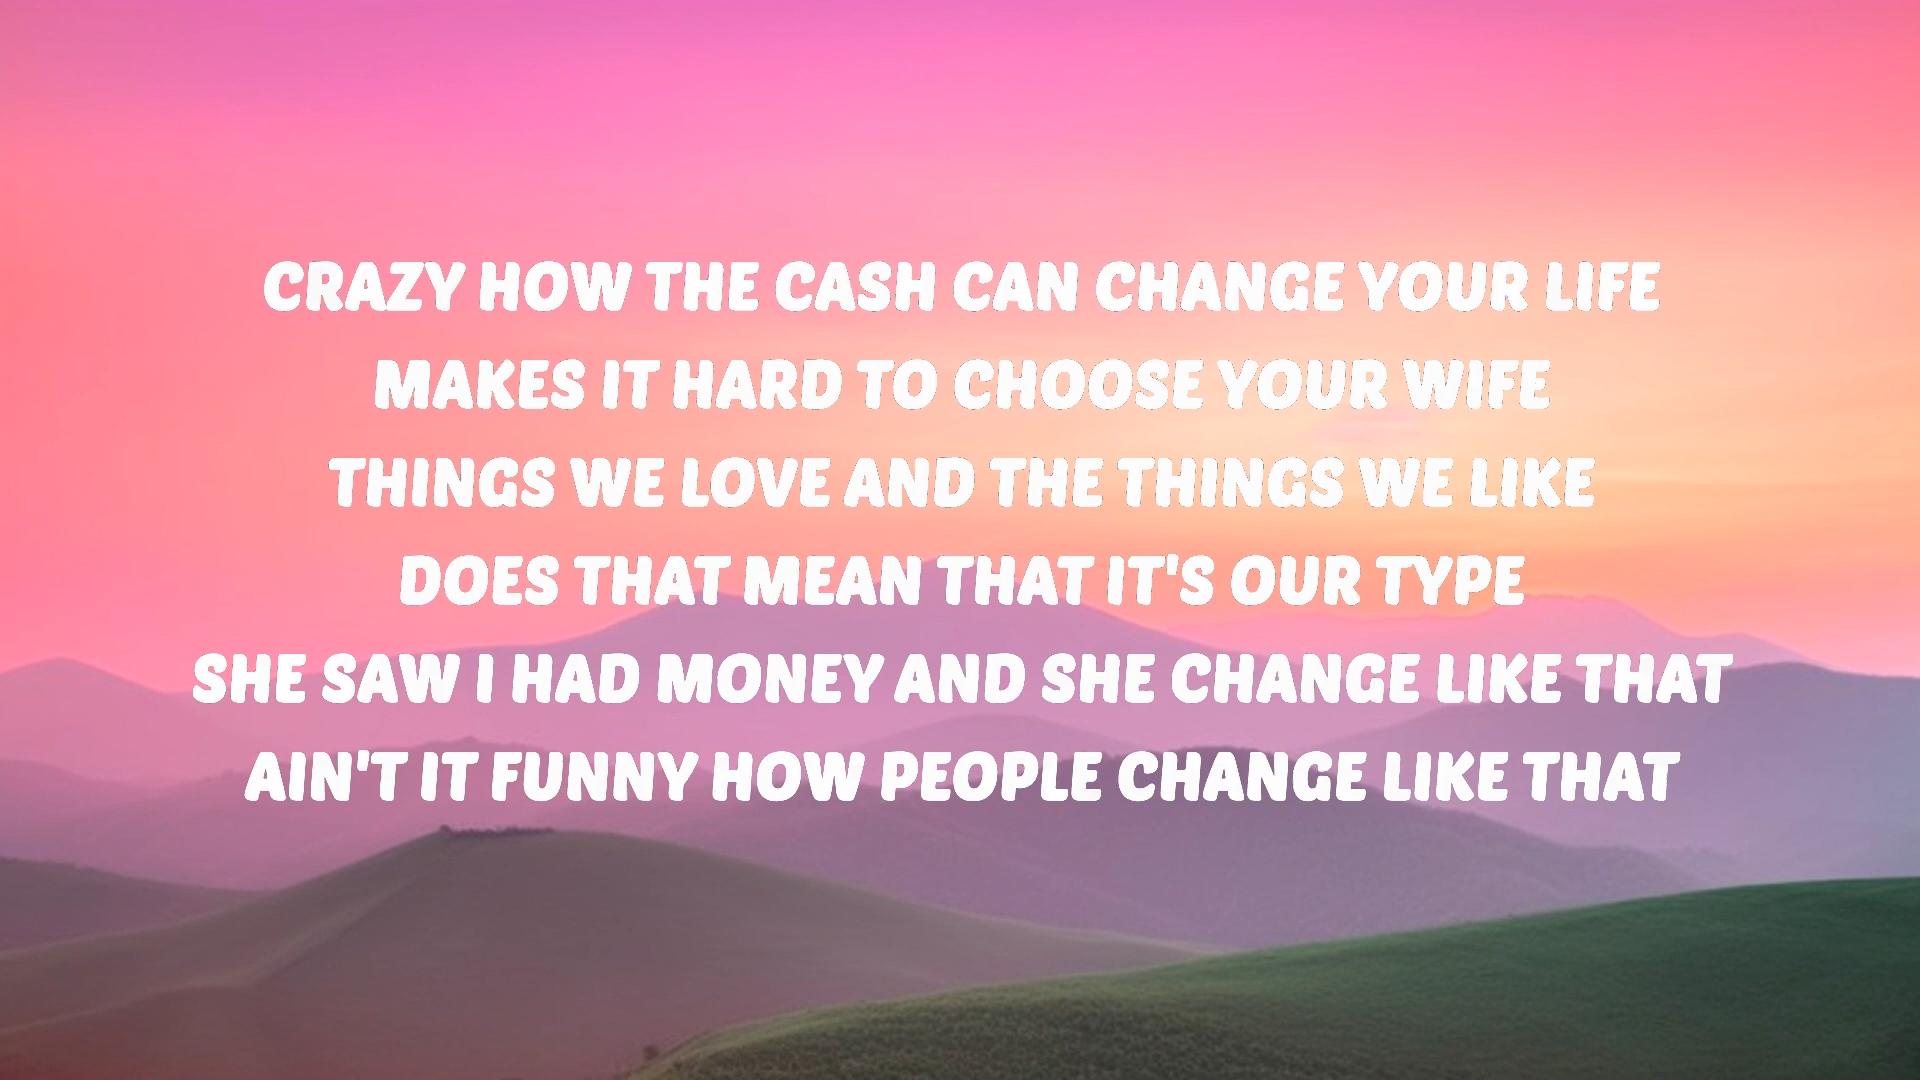 CRAZY HOW THE CASH CAN CHANGE YOUR LIFE
MAKES IT HARD TO CHOOSE YOUR WIFE
THINGS WE LOVE AND THE THINGS WE LIKE
DOES THAT MEAN THAT IT'S OUR TYPE
SHE SAW I HAD MONEY AND SHE CHANGE LIKE THAT
AIN'T IT FUNNY HOW PEOPLE CHANGE LIKE THAT